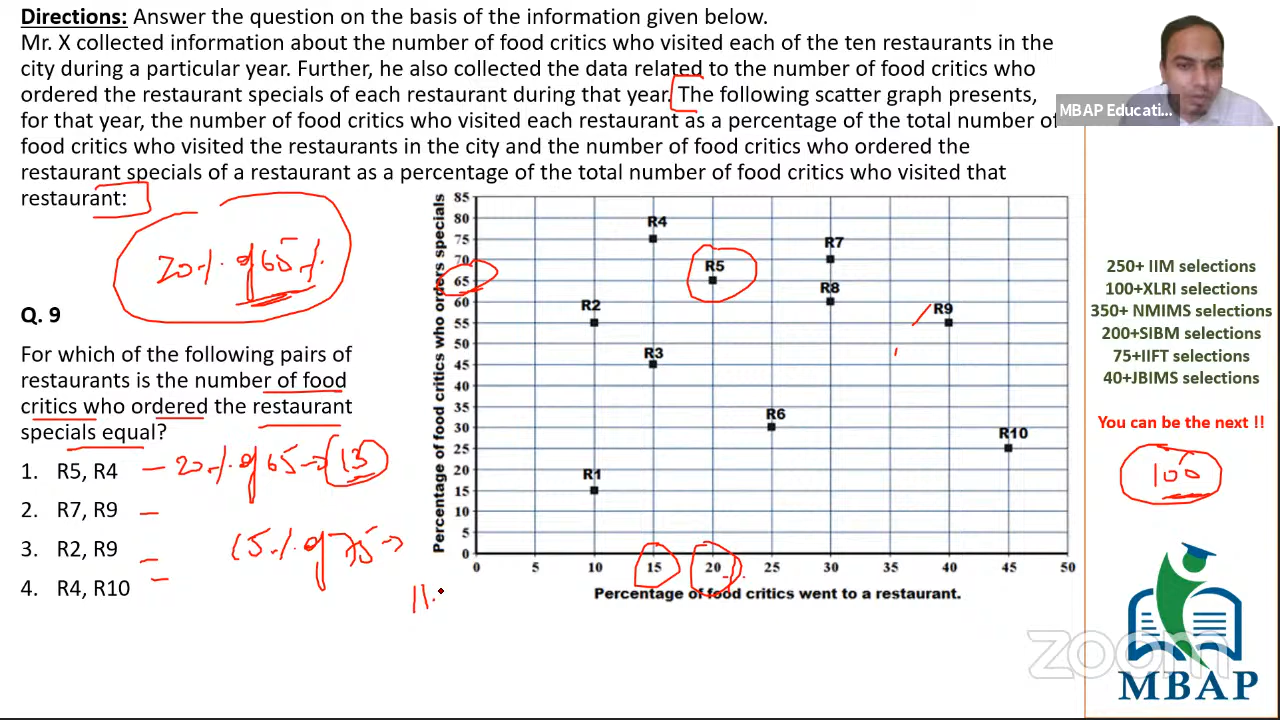 Directions: Answer the question on the basis of the information given below.
Mr. X collected information about the number of food critics who visited each of the ten restaurants in the
city during a particular year. Further, he also collected the data related to the number of food critics who
ordered the restaurant specials of each restaurant during that year. The following scatter graph presents,
for that year, the number of food critics who visited each restaurant as a percentage of the total number of
food critics who visited the restaurants in the city and the number of food critics who ordered the
restaurant specials of a restaurant as a percentage of the total number of food critics who visited that
restaurant:
MBAP Educati...
20% of 65%
Q. 9
For which of the following pairs of
restaurants is the number of food
critics who ordered the restaurant
specials equal?
1. R5, R4
2. R7, R9
3. R2, R9
4. R4, R10
20% of 65 → 13
15% of 75 →
11.
Percentage of food critics who orders specials
85
80
75
70
65
60
55
50
45
40
35
30
25
20
15
10
5
0
R4
R7
R5
R8
R2
R9
R3
R6
R10
R1
0 5 10 15 20 25 30 35 40 45 50
Percentage of food critics went to a restaurant.
250+ IIM selections
100+XLRI selections
350+ NMIMS selections
200+SIBM selections
75+IIFT selections
40+JBIMS selections
You can be the next !!
100
zoom
MBAP